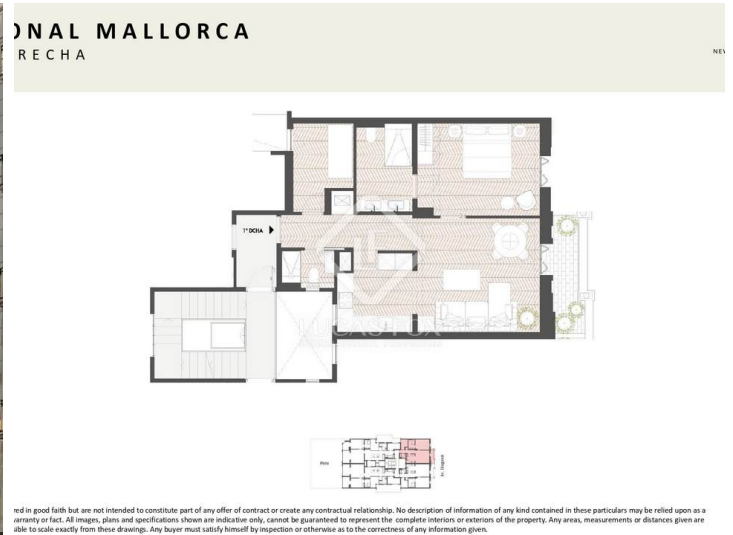 ONAL MALLORCA
RECHA
NEV
1º DCHA
LUCAS FOX
Patio
Av. Diagonal
red in good faith but are not intended to constitute part of any offer of contract or create any contractual relationship. No description of information of any kind contained in these particulars may be relied upon as a
warranty or fact. All images, plans and specifications shown are indicative only, cannot be guaranteed to represent the complete interiors or exteriors of the property. Any areas, measurements or distances given are
sible to scale exactly from these drawings. Any buyer must satisfy himself by inspection or otherwise as to the correctness of any information given.